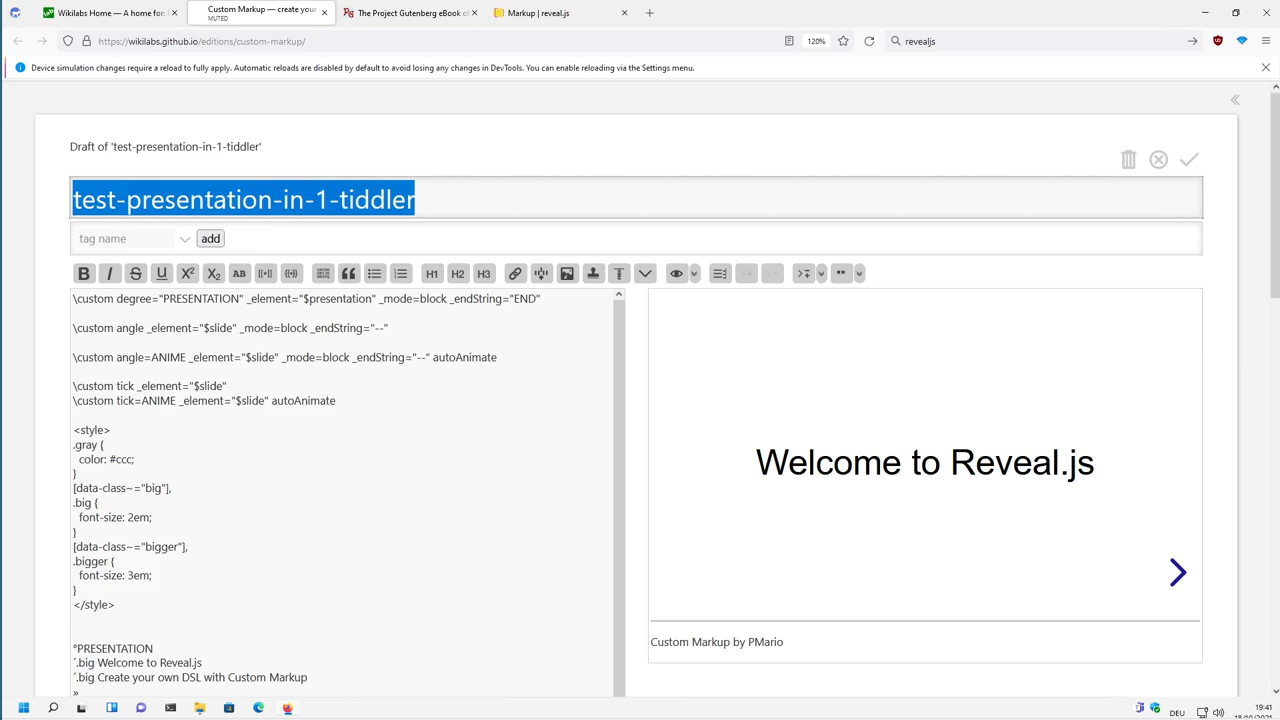 Wikilabs Home — A home for
Custom Markup — create your
MUTED
The Project Gutenberg eBook of
Markup | reveal.js
https://wikilabs.github.io/editions/custom-markup/
120%
revealjs
Device simulation changes require a reload to fully apply. Automatic reloads are disabled by default to avoid losing any changes in DevTools. You can enable reloading via the Settings menu.
Draft of 'test-presentation-in-1-tiddler'
test-presentation-in-1-tiddler
tag name
add
B I S U X² X₂ AB H1 H2 H3
\custom degree="PRESENTATION" _element="$presentation" _mode=block _endString="END"
\custom angle _element="$slide" _mode=block _endString="--"
\custom angle=ANIME _element="$slide" _mode=block _endString="--" autoAnimate
\custom tick _element="$slide"
\custom tick=ANIME _element="$slide" autoAnimate
<style>
.gray {
color: #ccc;
}
[data-class~="big"],
.big {
font-size: 2em;
}
[data-class~="bigger"],
.bigger {
font-size: 3em;
}
</style>
°PRESENTATION
´.big Welcome to Reveal.js
´.big Create your own DSL with Custom Markup
»
Welcome to Reveal.js
Custom Markup by PMario
DEU
19:41
18/10/2021